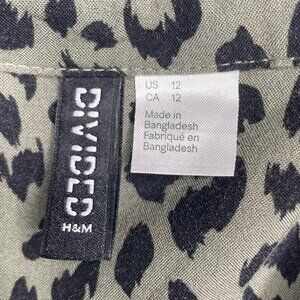 DIVIDED
H&M
US 12
CA 12
Made in
Bangladesh
Fabriqué en
Bangladesh